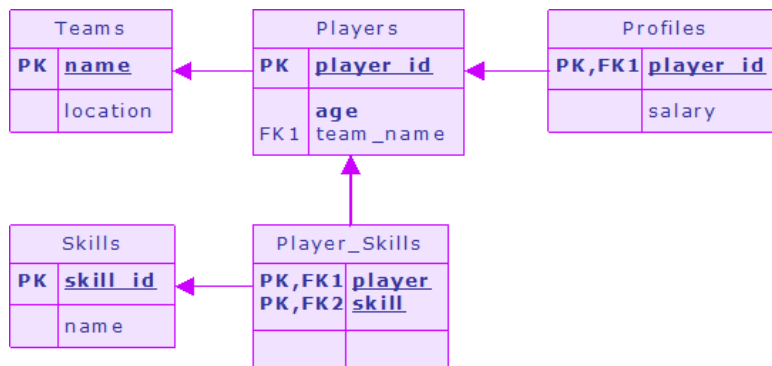 Teams
PK name
location
Players
PK player_id
age
FK1 team_name
Profiles
PK,FK1 player_id
salary
Skills
PK skill_id
name
Player_Skills
PK,FK1 player
PK,FK2 skill